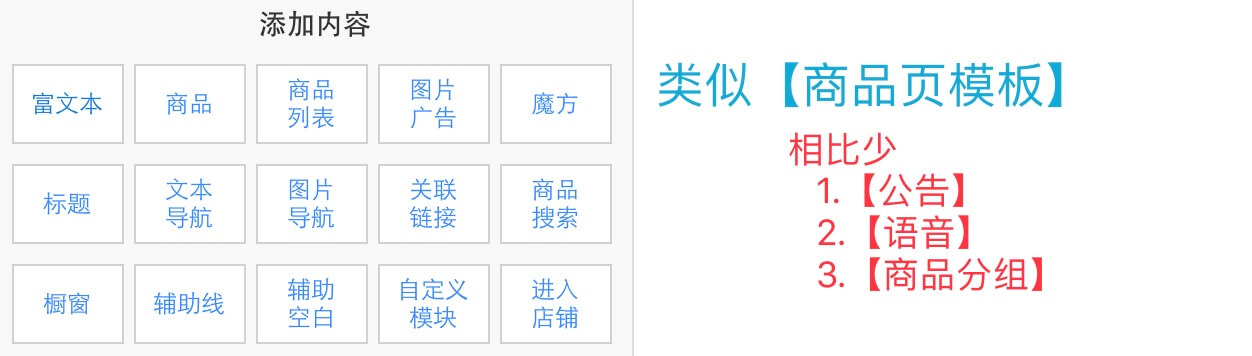 添加内容
富文本
商品
商品
列表
图片
广告
魔方
标题
文本
导航
图片
导航
关联
链接
商品
搜索
橱窗
辅助线
辅助
空白
自定义
模块
进入
店铺
类似【商品页模板】
相比少
1.【公告】
2.【语音】
3.【商品分组】